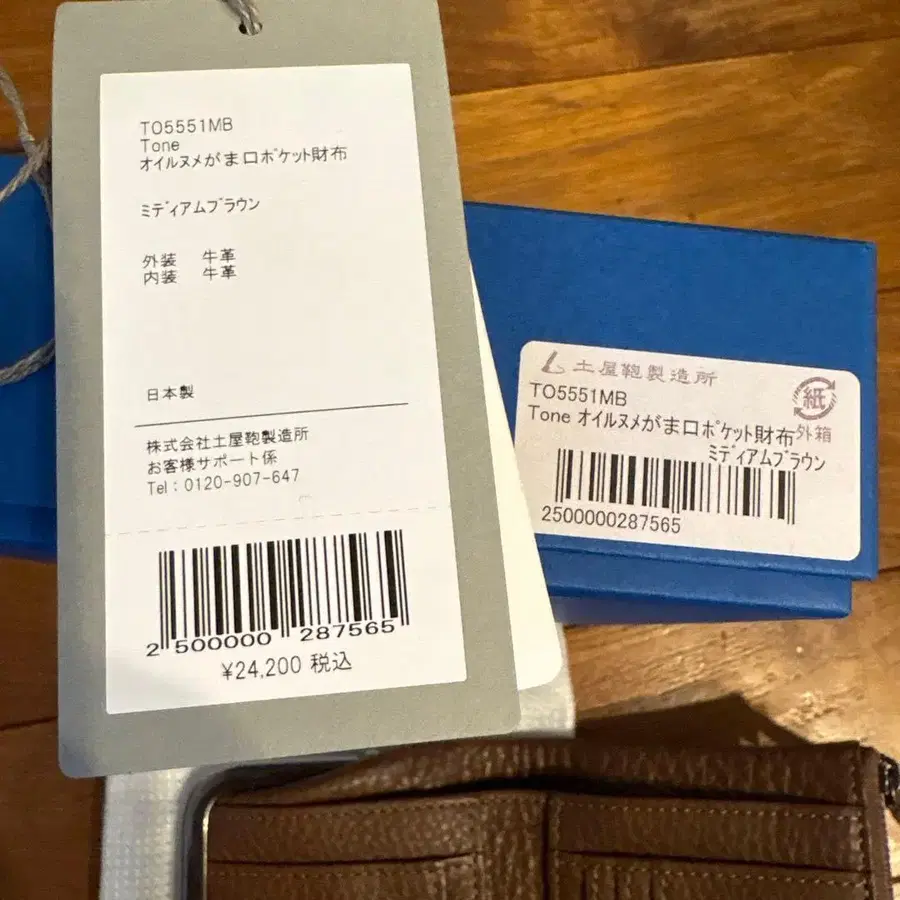 TO5551MB
Tone
オイルヌメがま口ポケット財布
ミディアムブラウン
外装 牛革
内装 牛革
日本製
株式会社土屋鞄製造所
お客様サポート係
Tel:0120-907-647
2 500000 287565
¥24,200 税込
土屋鞄製造所
TO5551MB
Tone オイルヌメがま口ポケット財布
ミディアムブラウン
紙
外箱
2500000287565